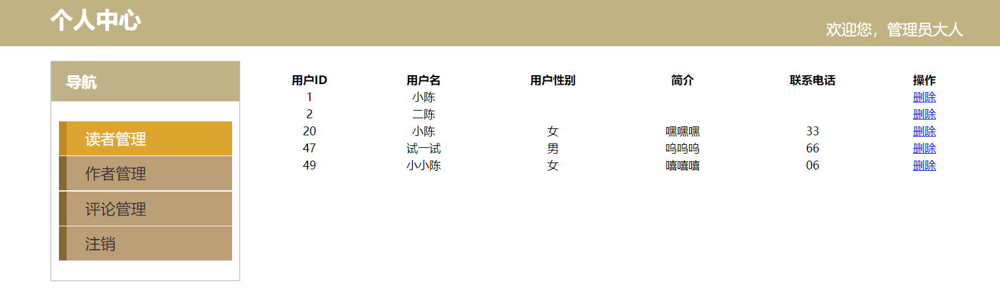 个人中心
欢迎您，管理员大人
导航
读者管理
作者管理
评论管理
注销
用户ID 用户名 用户性别 简介 联系电话 操作
1 小陈 删除
2 二陈 删除
20 小陈 女 嘿嘿嘿 33 删除
47 试一试 男 呜呜呜 66 删除
49 小小陈 女 嘻嘻嘻 06 删除